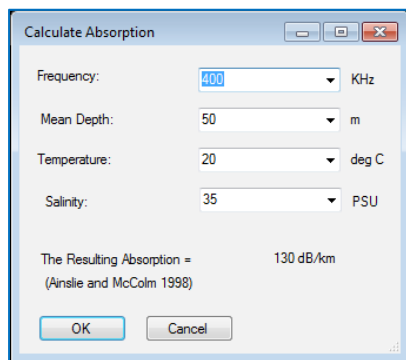 Calculate Absorption
Frequency: 400 KHz
Mean Depth: 50 m
Temperature: 20 deg C
Salinity: 35 PSU
The Resulting Absorption = 130 dB/km
(Ainslie and McColm 1998)
OK Cancel